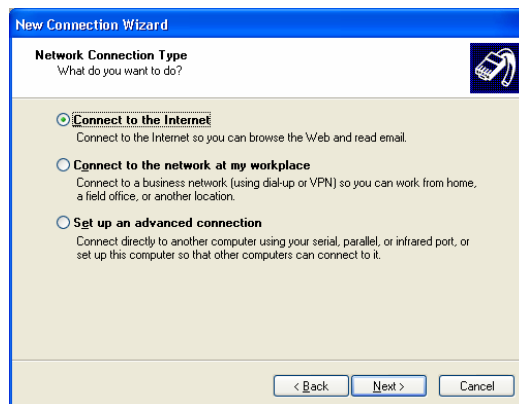 New Connection Wizard
Network Connection Type
What do you want to do?
Connect to the Internet
Connect to the Internet so you can browse the Web and read email.
Connect to the network at my workplace
Connect to a business network (using dial-up or VPN) so you can work from home,
a field office, or another location.
Set up an advanced connection
Connect directly to another computer using your serial, parallel, or infrared port, or
set up this computer so that other computers can connect to it.
< Back
Next >
Cancel